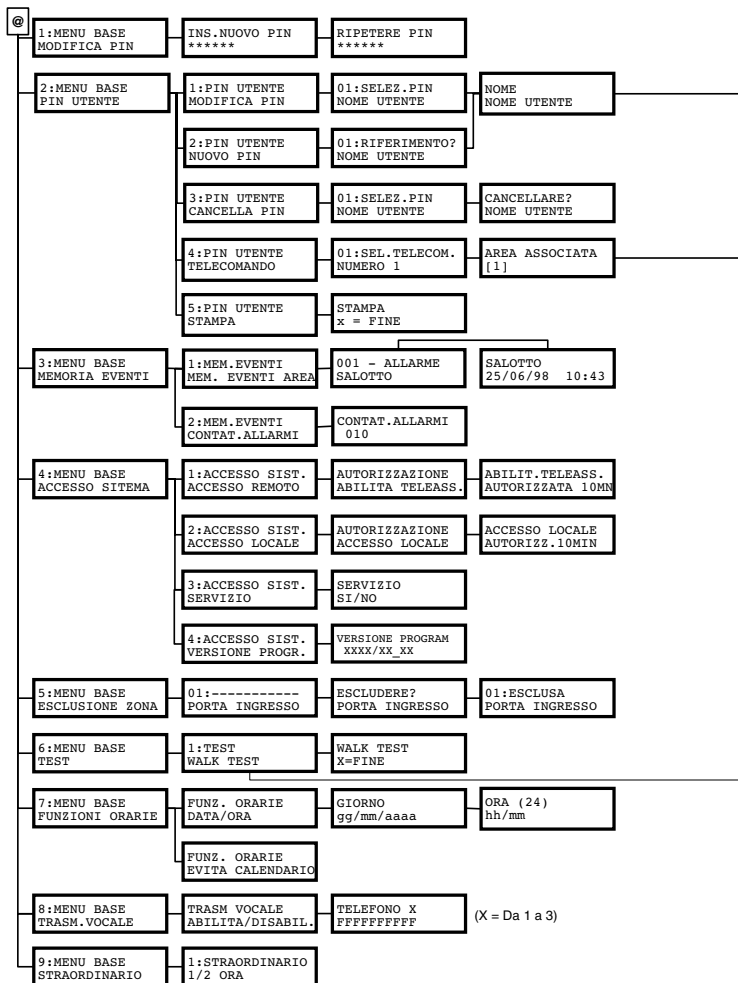 @
1:MENU BASE
MODIFICA PIN
INS.NUOVO PIN
******
RIPETERE PIN
******
2:MENU BASE
PIN UTENTE
1:PIN UTENTE
MODIFICA PIN
01:SELEZ.PIN
NOME UTENTE
NOME
NOME UTENTE
2:PIN UTENTE
NUOVO PIN
01:RIFERIMENTO?
NOME UTENTE
3:PIN UTENTE
CANCELLA PIN
01:SELEZ.PIN
NOME UTENTE
CANCELLARE?
NOME UTENTE
4:PIN UTENTE
TELECOMANDO
01:SEL.TELECOM.
NUMERO 1
AREA ASSOCIATA
[1]
5:PIN UTENTE
STAMPA
STAMPA
x = FINE
3:MENU BASE
MEMORIA EVENTI
1:MEM.EVENTI
MEM. EVENTI AREA
001 - ALLARME
SALOTTO
SALOTTO
25/06/98 10:43
2:MEM.EVENTI
CONTAT.ALLARMI
CONTAT.ALLARMI
010
4:MENU BASE
ACCESSO SITEMA
1:ACCESSO SIST.
ACCESSO REMOTO
AUTORIZZAZIONE
ABILITA TELEASS.
ABILIT.TELEASS.
AUTORIZZATA 10MN
2:ACCESSO SIST.
ACCESSO LOCALE
AUTORIZZAZIONE
ACCESSO LOCALE
ACCESSO LOCALE
AUTORIZZ.10MIN
3:ACCESSO SIST.
SERVIZIO
SERVIZIO
SI/NO
4:ACCESSO SIST.
VERSIONE PROGR.
VERSIONE PROGRAM
XXXX/XX_XX
5:MENU BASE
ESCLUSIONE ZONA
01:-----------
PORTA INGRESSO
ESCLUDERE?
PORTA INGRESSO
01:ESCLUSA
PORTA INGRESSO
6:MENU BASE
TEST
1:TEST
WALK TEST
WALK TEST
X=FINE
7:MENU BASE
FUNZIONI ORARIE
FUNZ. ORARIE
DATA/ORA
GIORNO
gg/mm/aaaa
ORA (24)
hh/mm
FUNZ. ORARIE
EVITA CALENDARIO
8:MENU BASE
TRASM.VOCALE
TRASM VOCALE
ABILITA/DISABIL.
TELEFONO X
FFFFFFFFFF
(X = Da 1 a 3)
9:MENU BASE
STRAORDINARIO
1:STRAORDINARIO
1/2 ORA